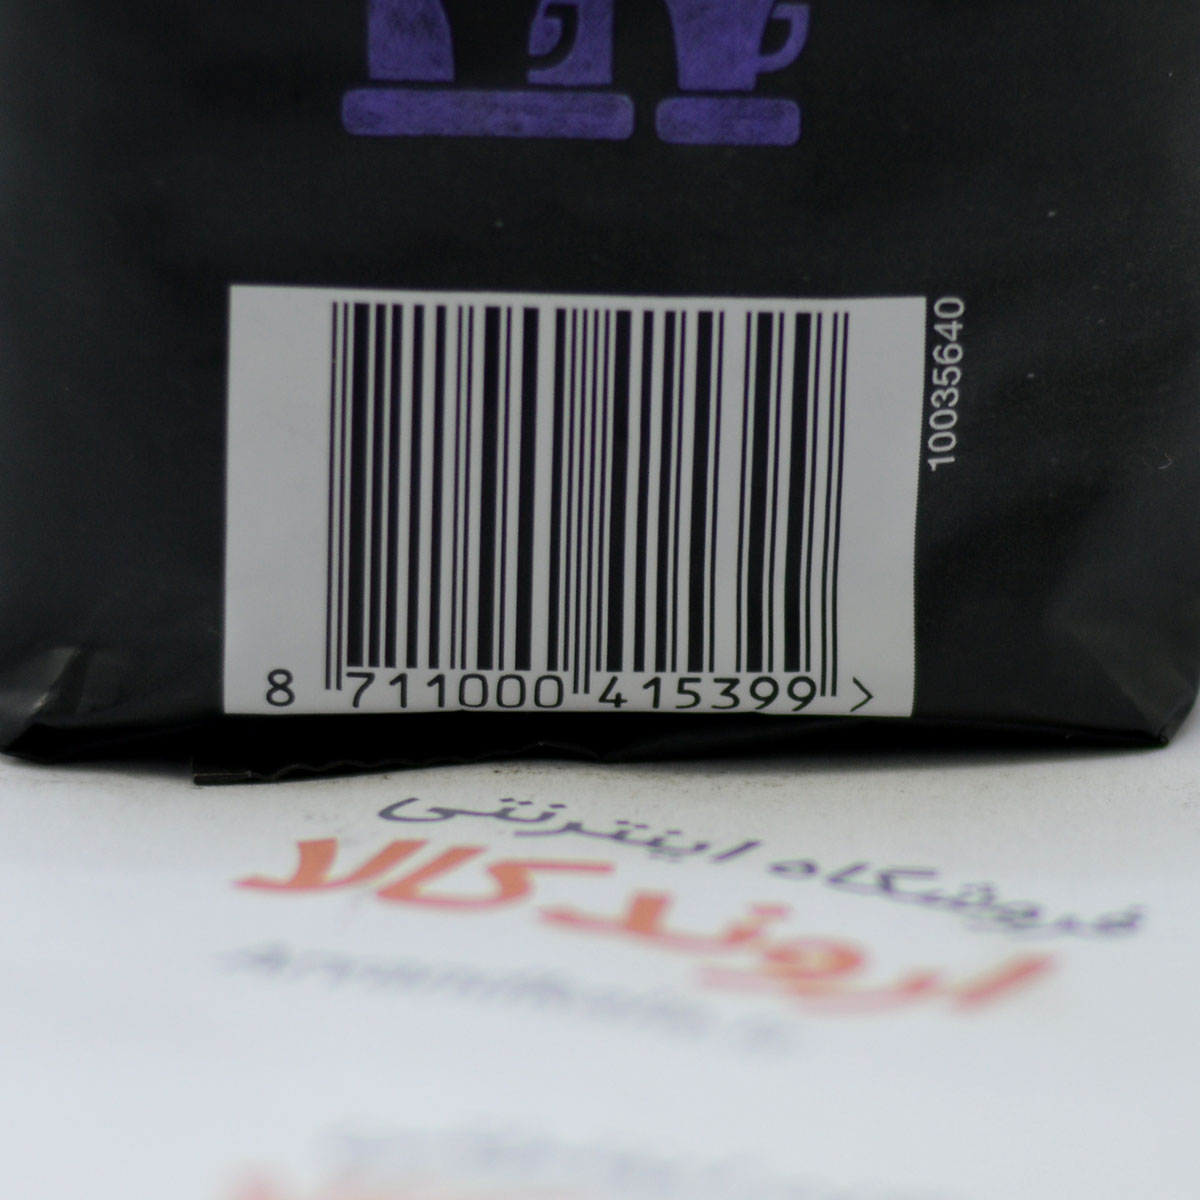 10035640
8 711000 415399 >
فروشگاه اینترنتی
اروند کالا